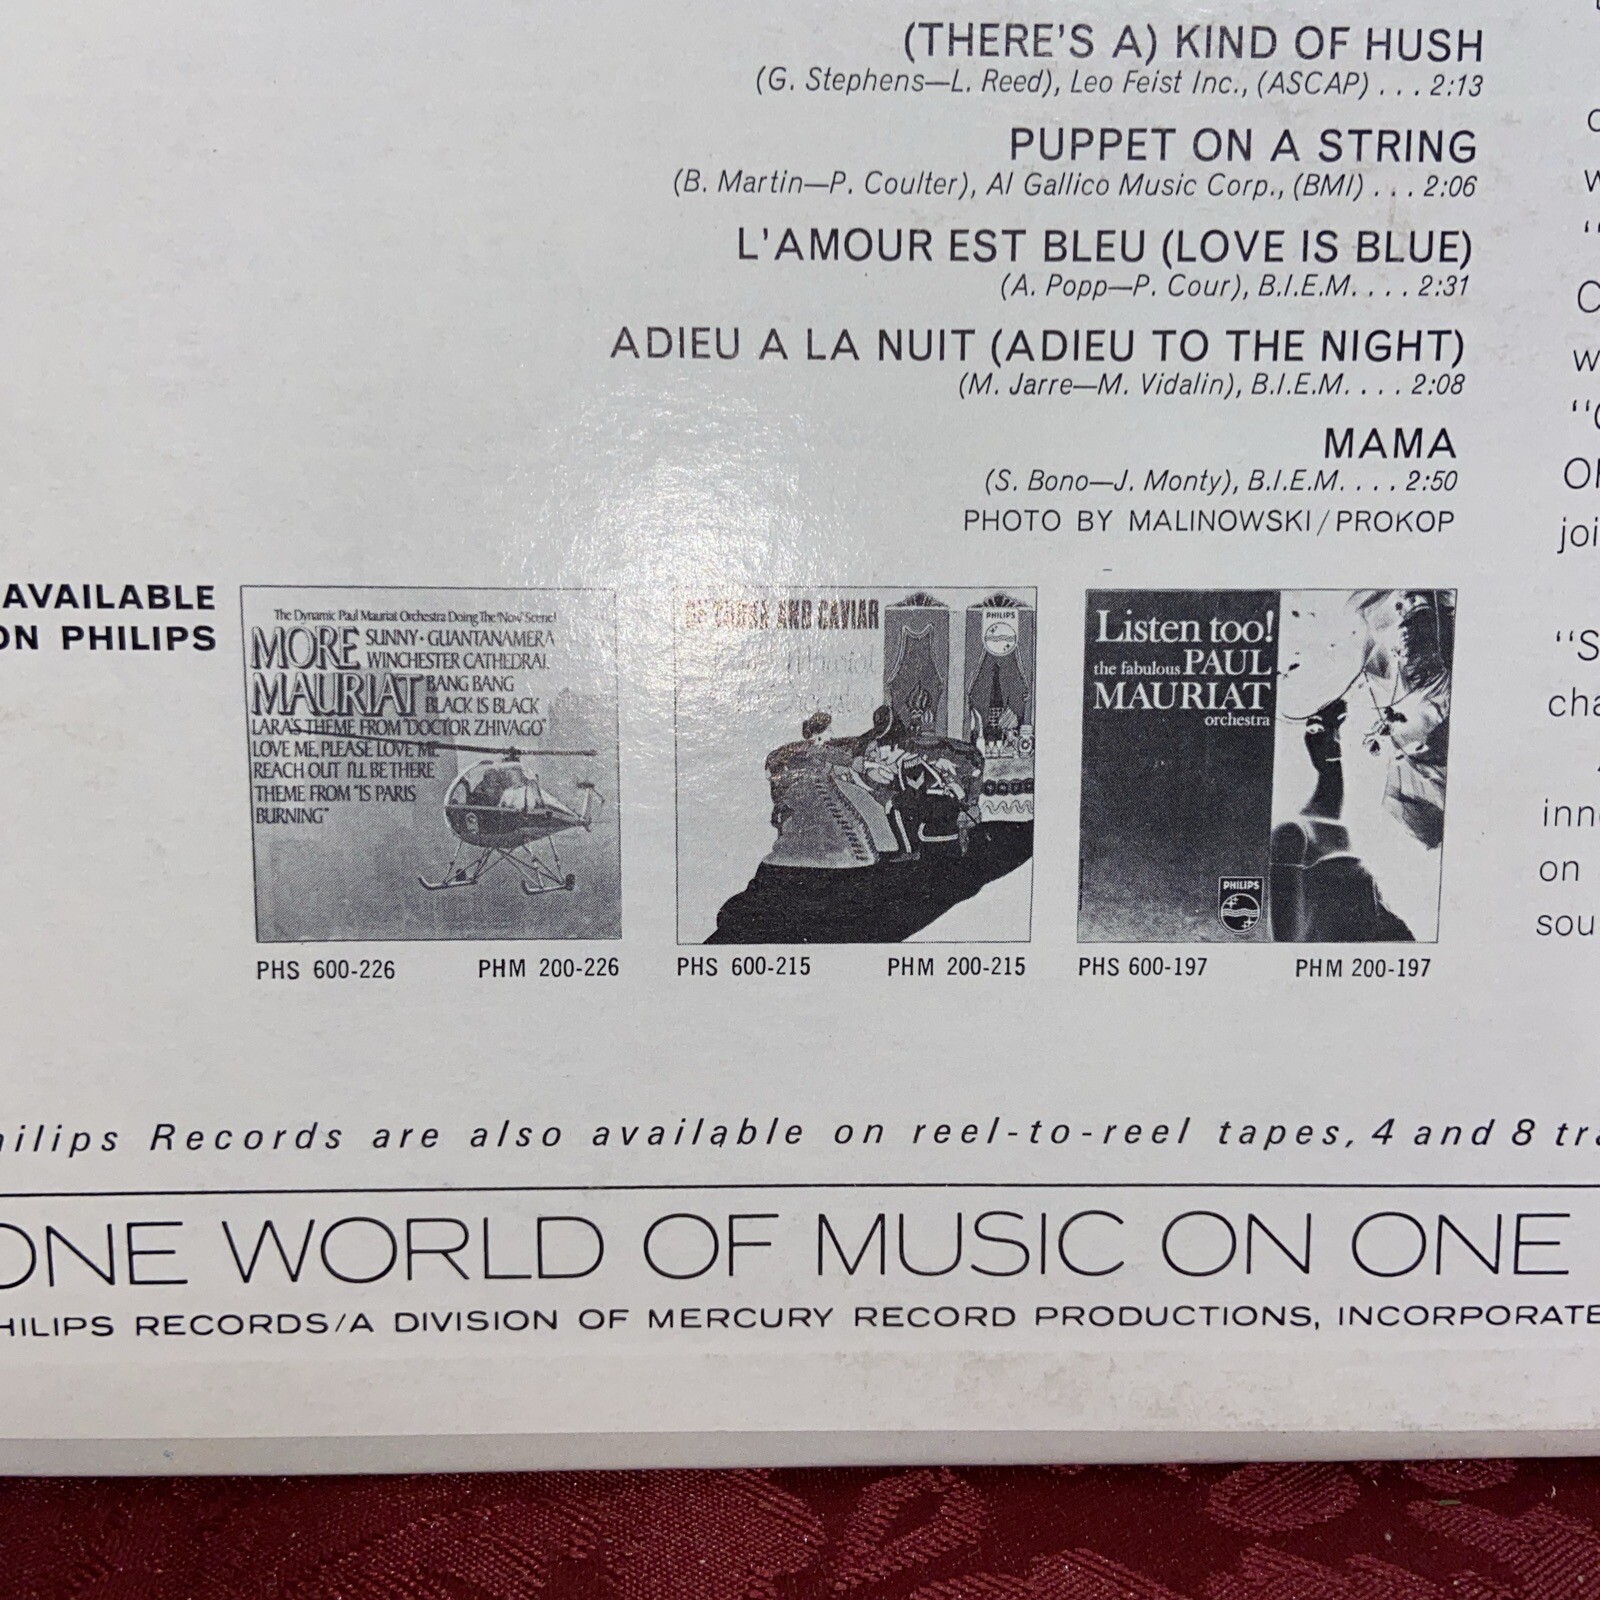 (THERE'S A) KIND OF HUSH
(G. Stephens—L. Reed), Leo Feist Inc., (ASCAP) . . . 2:13
PUPPET ON A STRING
(B. Martin—P. Coulter), Al Gallico Music Corp., (BMI) . . . 2:06
L'AMOUR EST BLEU (LOVE IS BLUE)
(A. Popp—P. Cour), B.I.E.M. . . . 2:31
ADIEU A LA NUIT (ADIEU TO THE NIGHT)
(M. Jarre—M. Vidalin), B.I.E.M. . . . 2:08
MAMA
(S. Bono—J. Monty), B.I.E.M. . . . 2:50
PHOTO BY MALINOWSKI/PROKOP
AVAILABLE
ON PHILIPS
The Dynamic Paul Mauriat Orchestra Doing The 'Now' Scene!
MORE SUNNY • GUANTANAMERA
WINCHESTER CATHEDRAL
MAURIAT BANG BANG
BLACK IS BLACK
LARA'S THEME FROM "DOCTOR ZHIVAGO"
LOVE ME, PLEASE LOVE ME
REACH OUT I'LL BE THERE
THEME FROM "IS PARIS
BURNING"
PHS 600-226 PHM 200-226
AND CAVIAR
PHILIPS
PHS 600-215 PHM 200-215
Listen too!
the fabulous PAUL
MAURIAT
orchestra
PHILIPS
PHS 600-197 PHM 200-197
Records are also available on reel-to-reel tapes, 4 and 8
ONE WORLD OF MUSIC ON ONE
HILIPS RECORDS/A DIVISION OF MERCURY RECORD PRODUCTIONS, INCORPORATE
w
"
C
w
joi
"S
cha
inn
on
sou